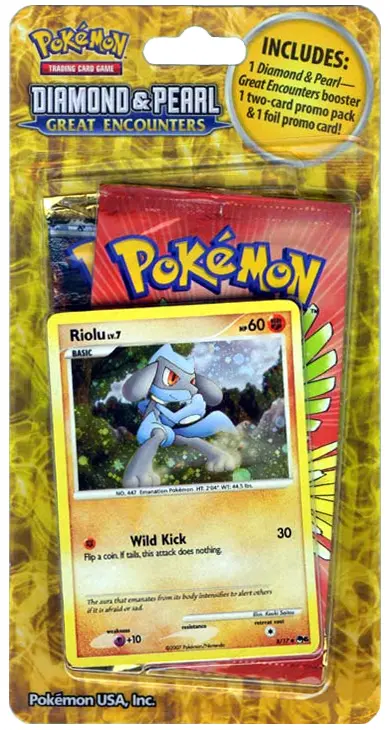 POKéMON
TRADING CARD GAME
DIAMOND & PEARL
GREAT ENCOUNTERS
INCLUDES:
1 Diamond & Pearl—
Great Encounters booster
1 two-card promo pack
& 1 foil promo card!
POKéMON
Riolu LV.7
HP 60
BASIC
NO. 447 Emanation Pokémon HT: 2'04" WT: 44.5 lbs.
Wild Kick 30
Flip a coin. If tails, this attack does nothing.
The aura that emanates from its body intensifies to alert others
if it is afraid or sad.
Illus. Kouki Saitou
weakness
resistance
retreat cost
+10
©2007 Pokémon/Nintendo
8/17
Pokémon USA, Inc.